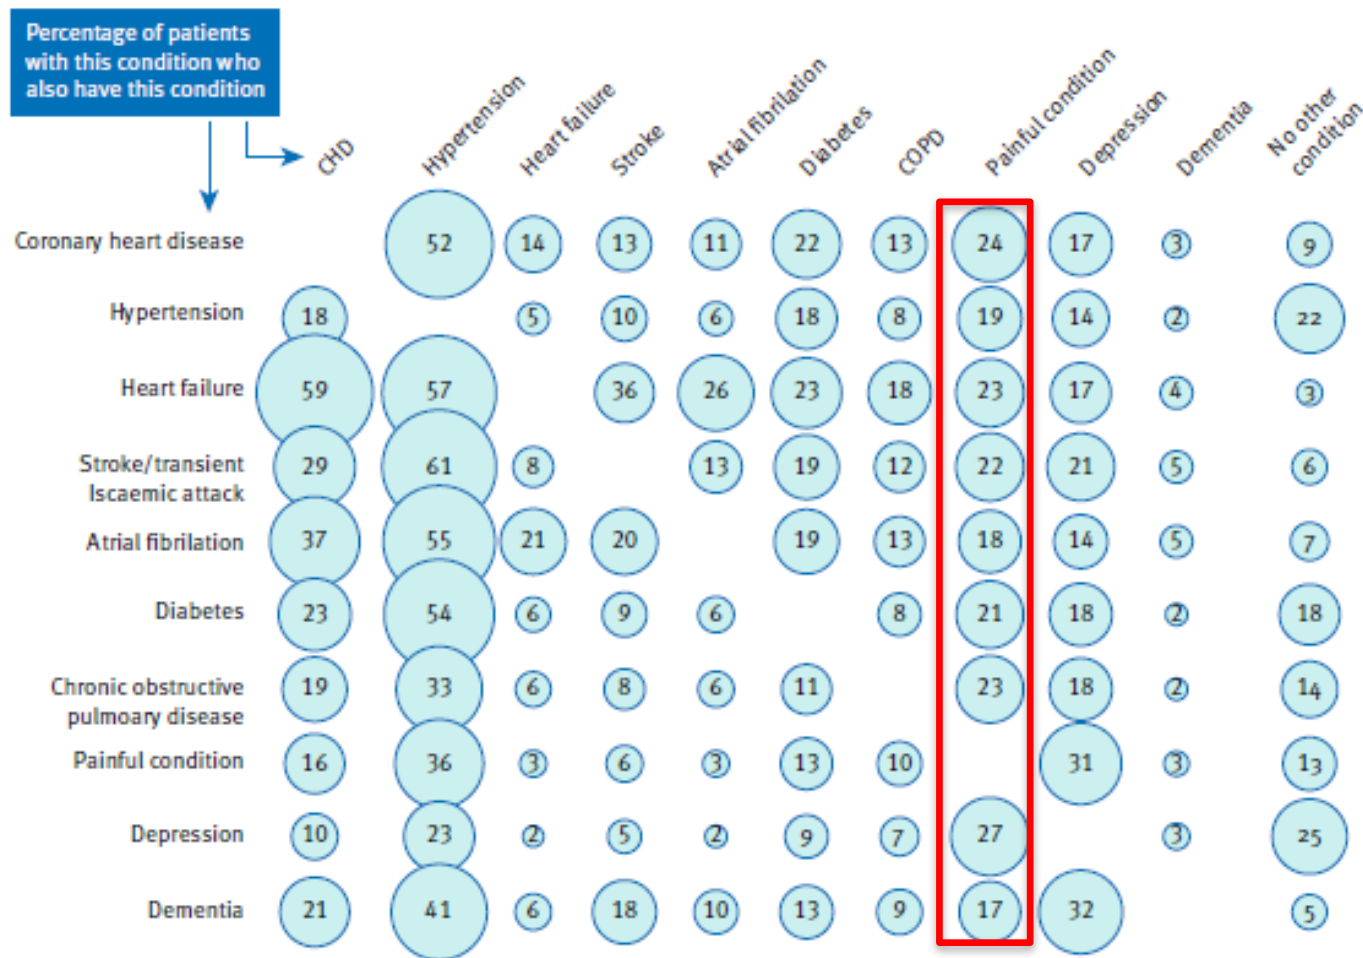 Percentage of patients
with this condition who
also have this condition
CHD
Hypertension
Heart failure
Stroke
Atrial fibrilation
Diabetes
COPD
Painful condition
Depression
Dementia
No other
condition
Coronary heart disease 52 14 13 11 22 13 24 17 3 9
Hypertension 18 5 10 6 18 8 19 14 2 22
Heart failure 59 57 36 26 23 18 23 17 4 3
Stroke/transient
Iscaemic attack 29 61 8 13 19 12 22 21 5 6
Atrial fibrilation 37 55 21 20 19 13 18 14 5 7
Diabetes 23 54 6 9 6 8 21 18 2 18
Chronic obstructive
pulmoary disease 19 33 6 8 6 11 23 18 2 14
Painful condition 16 36 3 6 3 13 10 31 3 13
Depression 10 23 2 5 2 9 7 27 3 25
Dementia 21 41 6 18 10 13 9 17 32 5